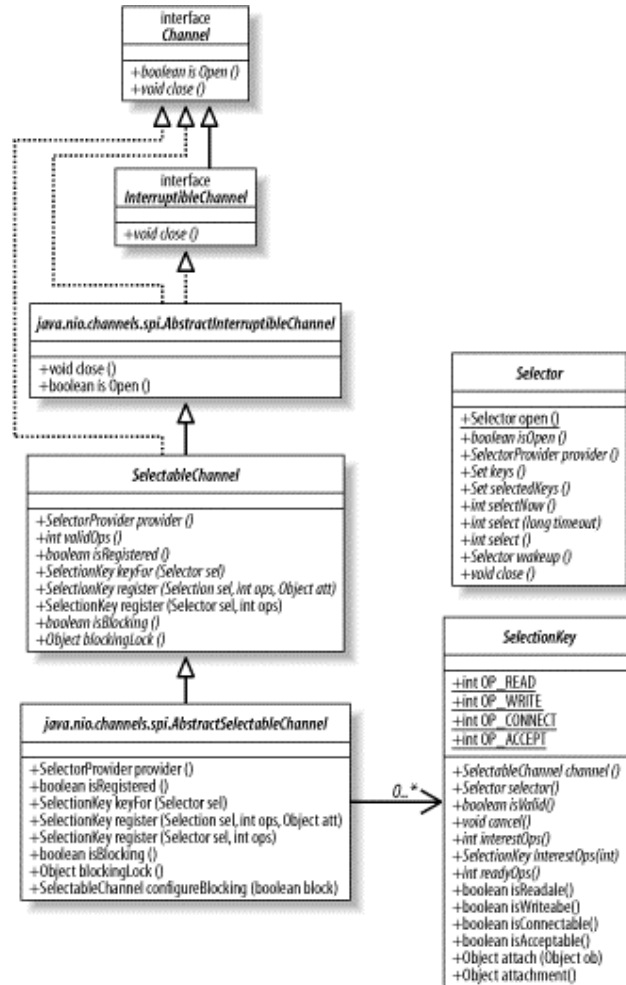 interface
Channel
+boolean is Open ()
+void close ()
interface
InterruptibleChannel
+void close ()
java.nio.channels.spi.AbstractInterruptibleChannel
+void close ()
+boolean is Open ()
SelectableChannel
+SelectorProvider provider ()
+int validOps ()
+boolean isRegistered ()
+SelectionKey keyFor (Selector sel)
+SelectionKey register (Selection sel, int ops, Object att)
+SelectionKey register (Selector sel, int ops)
+boolean isBlocking ()
+Object blockingLock ()
java.nio.channels.spi.AbstractSelectableChannel
+SelectorProvider provider ()
+boolean isRegistered ()
+SelectionKey keyFor (Selector sel)
+SelectionKey register (Selection sel, int ops, Object att)
+SelectionKey register (Selector sel, int ops)
+boolean isBlocking ()
+Object blockingLock ()
+SelectableChannel configureBlocking (boolean block)
0...*
Selector
+Selector open ()
+boolean isOpen ()
+SelectorProvider provider ()
+Set keys ()
+Set selectedKeys ()
+int selectNow ()
+int select (long timeout)
+int select ()
+Selector wakeup ()
+void close ()
SelectionKey
+int OP_READ
+int OP_WRITE
+int OP_CONNECT
+int OP_ACCEPT
+SelectableChannel channel ()
+Selector selector()
+boolean isValid()
+void cancel()
+int interestOps()
+SelectionKey InterestOps(int)
+int readyOps()
+boolean isReadale()
+boolean isWriteabe()
+boolean isConnectable()
+boolean isAcceptable()
+Object attach (Object ob)
+Object attachment()